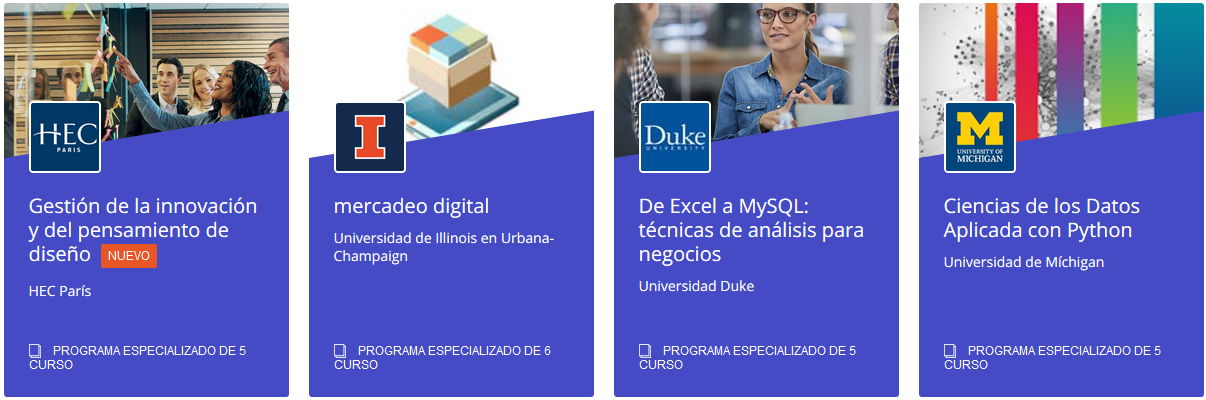 HEC
PARIS
Gestión de la innovación
y del pensamiento de
diseño NUEVO
HEC París
PROGRAMA ESPECIALIZADO DE 5
CURSO
I
mercadeo digital
Universidad de Illinois en Urbana-
Champaign
PROGRAMA ESPECIALIZADO DE 6
CURSO
Duke
UNIVERSITY
De Excel a MySQL:
técnicas de análisis para
negocios
Universidad Duke
PROGRAMA ESPECIALIZADO DE 5
CURSO
M
UNIVERSITY OF
MICHIGAN
Ciencias de los Datos
Aplicada con Python
Universidad de Míchigan
PROGRAMA ESPECIALIZADO DE 5
CURSO